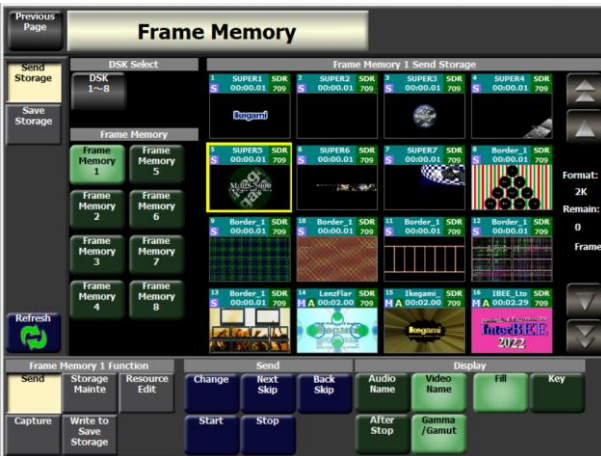 Previous
Page
Frame Memory
Send
Storage
Save
Storage
Refresh
DSK Select
DSK
1~8
Frame Memory
Frame
Memory
1
Frame
Memory
5
Frame
Memory
2
Frame
Memory
6
Frame
Memory
3
Frame
Memory
7
Frame
Memory
4
Frame
Memory
8
Frame Memory 1 Send Storage
1 SUPER1 SDR
S 00:00.01 709
Ikegami
2 SUPER2 SDR
S 00:00.01 709
3 SUPER3 SDR
S 00:00.01 709
4 SUPER4 SDR
S 00:00.01 709
5 SUPER5 SDR
S 00:00.01 709
6 SUPER6 SDR
S 00:00.01 709
7 SUPER7 SDR
S 00:00.01 709
8 Border_1 SDR
S 00:00.01 709
9 Border_1 SDR
S 00:00.01 709
10 Border_1 SDR
S 00:00.01 709
11 Border_1 SDR
S 00:00.01 709
12 Border_1 SDR
S 00:00.01 709
13 Border_1 SDR
S 00:00.01 709
14 LenzFlar SDR
M A 00:02.00 709
15 Ikegami SDR
M A 00:02.00 709
Ikegami
16 IBEE_Lto SDR
M A 00:02.29 709
InterBEE
2022
Format:
2K
Remain:
0
Frame
Frame Memory 1 Function
Send
Storage
Mainte
Resource
Edit
Capture
Write to
Save
Storage
Send
Change
Next
Skip
Back
Skip
Start
Stop
Display
Audio
Name
Video
Name
Fill
Key
After
Stop
Gamma
/Gamut